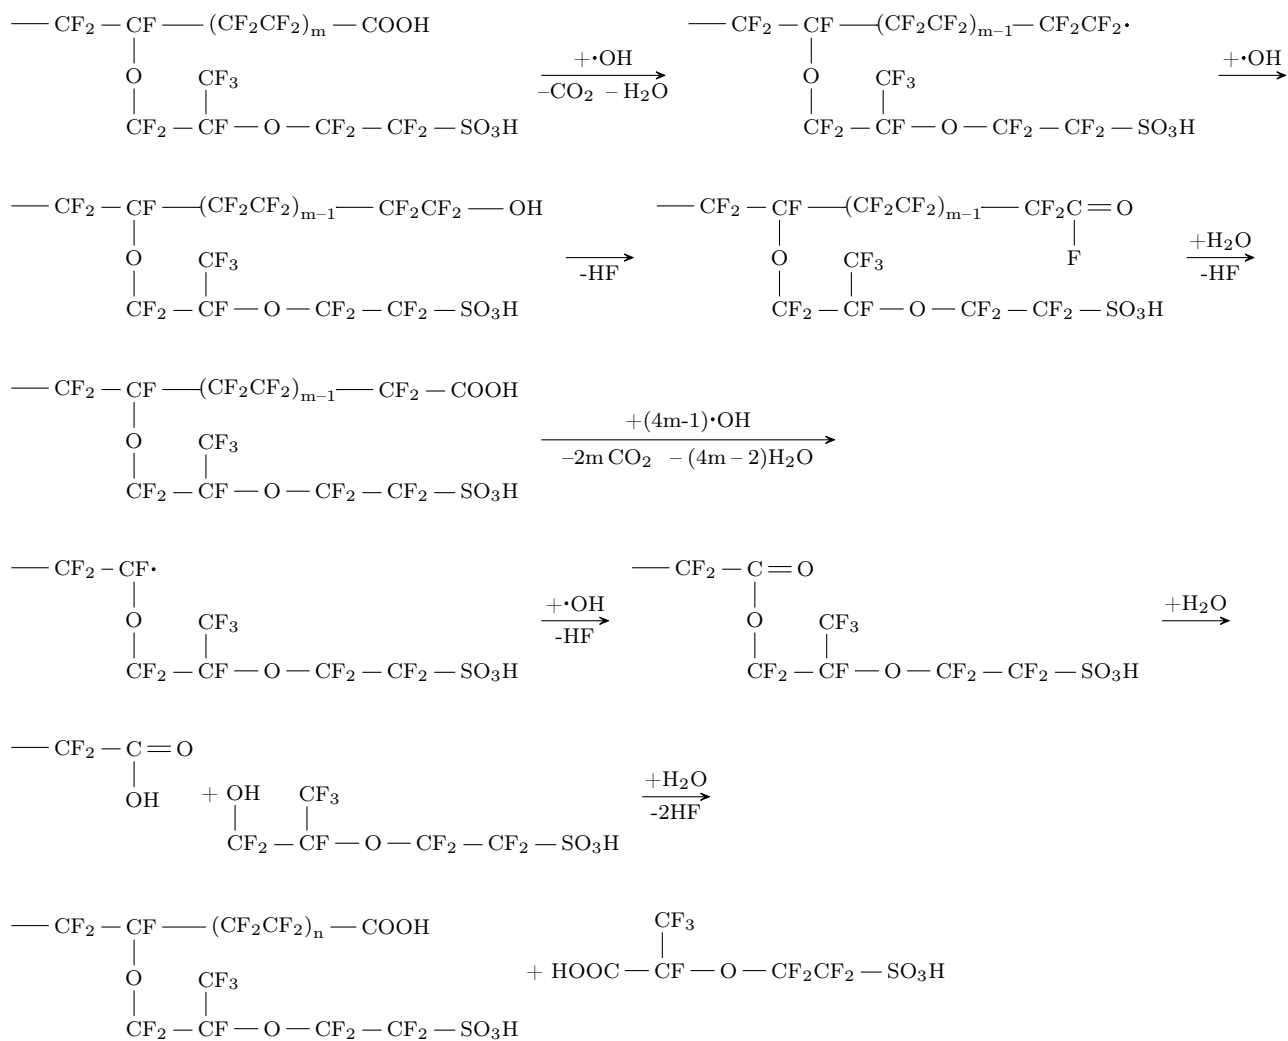 CF₂ CF (CF₂CF₂)ₘ COOH CF₂ CF (CF₂CF₂)ₘ₋₁ CF₂CF₂·
+·OH +·OH
O CF₃ –CO₂ –H₂O O CF₃
CF₂ CF O CF₂ CF₂ SO₃H CF₂ CF O CF₂ CF₂ SO₃H
CF₂ CF (CF₂CF₂)ₘ₋₁ CF₂CF₂ OH CF₂ CF (CF₂CF₂)ₘ₋₁ CF₂C=O
+H₂O
O CF₃ -HF O CF₃ F -HF
CF₂ CF O CF₂ CF₂ SO₃H CF₂ CF O CF₂ CF₂ SO₃H
CF₂ CF (CF₂CF₂)ₘ₋₁ CF₂ COOH
+(4m-1)·OH
O CF₃ –2m CO₂ –(4m–2)H₂O
CF₂ CF O CF₂ CF₂ SO₃H
CF₂ CF· CF₂ C=O
+·OH +H₂O
O CF₃ -HF O CF₃
CF₂ CF O CF₂ CF₂ SO₃H CF₂ CF O CF₂ CF₂ SO₃H
CF₂ C=O
+H₂O
OH + OH CF₃ -2HF
CF₂ CF O CF₂ CF₂ SO₃H
CF₂ CF (CF₂CF₂)ₙ COOH CF₃
O CF₃ + HOOC CF O CF₂CF₂ SO₃H
CF₂ CF O CF₂ CF₂ SO₃H